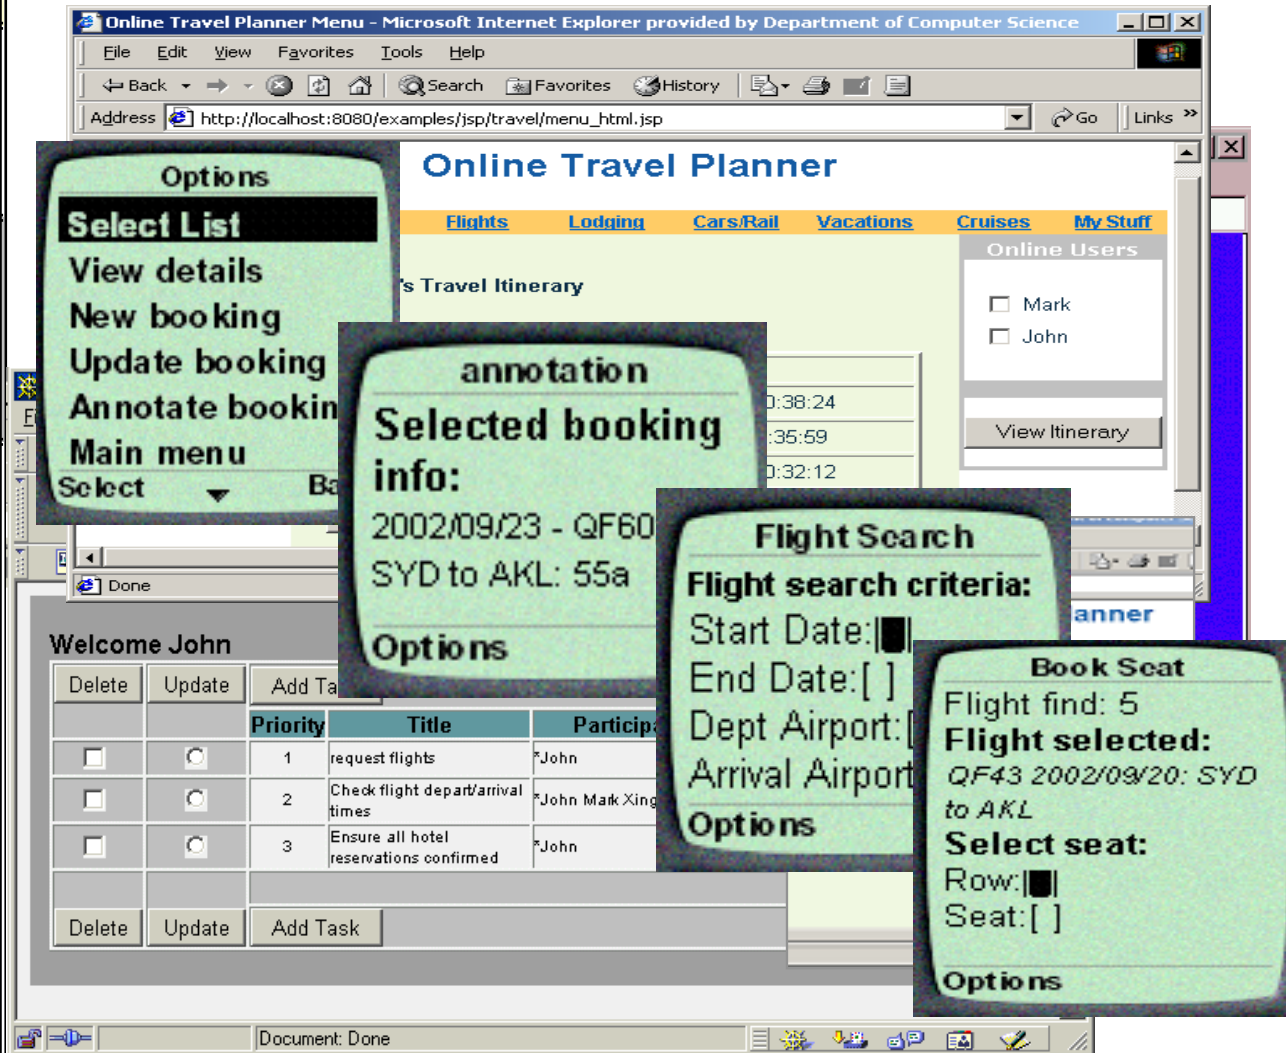 Online Travel Planner Menu - Microsoft Internet Explorer provided by Department of Computer Science
File Edit View Favorites Tools Help
Back Search Favorites History
Address http://localhost:8080/examples/jsp/travel/menu_html.jsp Go Links »
Online Travel Planner
Flights Lodging Cars/Rail Vacations Cruises My Stuff
's Travel Itinerary
Online Users
Mark
John
View Itinerary
0:38:24
:35:59
0:32:12
Done
Options
Select List
View details
New booking
Update booking
Annotate bookin
Main menu
Select Ba
annotation
Selected booking
info:
2002/09/23 - QF60
SYD to AKL: 55a
Options
Flight Search
Flight search criteria:
Start Date:[ ]
End Date:[ ]
Dept Airport:[
Arrival Airport
Options
anner
Book Seat
Flight find: 5
Flight selected:
QF43 2002/09/20: SYD
to AKL
Select seat:
Row:[ ]
Seat:[ ]
Options
Welcome John
Delete Update Add Ta
Priority Title Participa
1 request flights *John
2 Check flight depart/arrival times *John Mark Xing
3 Ensure all hotel reservations confirmed *John
Delete Update Add Task
Document: Done